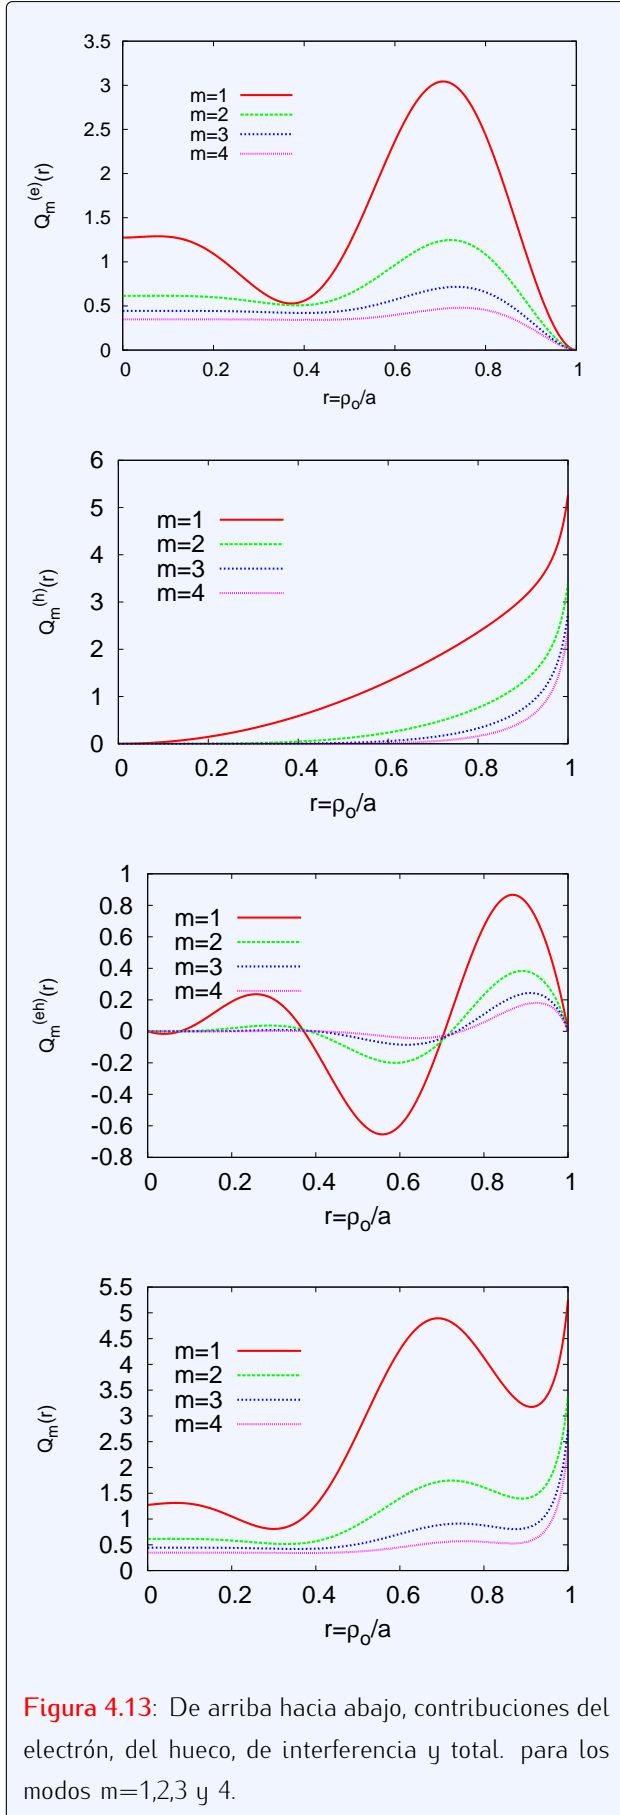 3.5
3
2.5
2
1.5
1
0.5
0
0 0.2 0.4 0.6 0.8 1
Q_m^(e)(r)
r=ρ_o/a
m=1
m=2
m=3
m=4
6
5
4
3
2
1
0
0 0.2 0.4 0.6 0.8 1
Q_m^(h)(r)
r=ρ_o/a
m=1
m=2
m=3
m=4
1
0.8
0.6
0.4
0.2
0
-0.2
-0.4
-0.6
-0.8
0 0.2 0.4 0.6 0.8 1
Q_m^(eh)(r)
r=ρ_o/a
m=1
m=2
m=3
m=4
5.5
5
4.5
4
3.5
3
2.5
2
1.5
1
0.5
0
0 0.2 0.4 0.6 0.8 1
Q_m(r)
r=ρ_o/a
m=1
m=2
m=3
m=4
Figura 4.13: De arriba hacia abajo, contribuciones del
electrón, del hueco, de interferencia y total. para los
modos m=1,2,3 y 4.